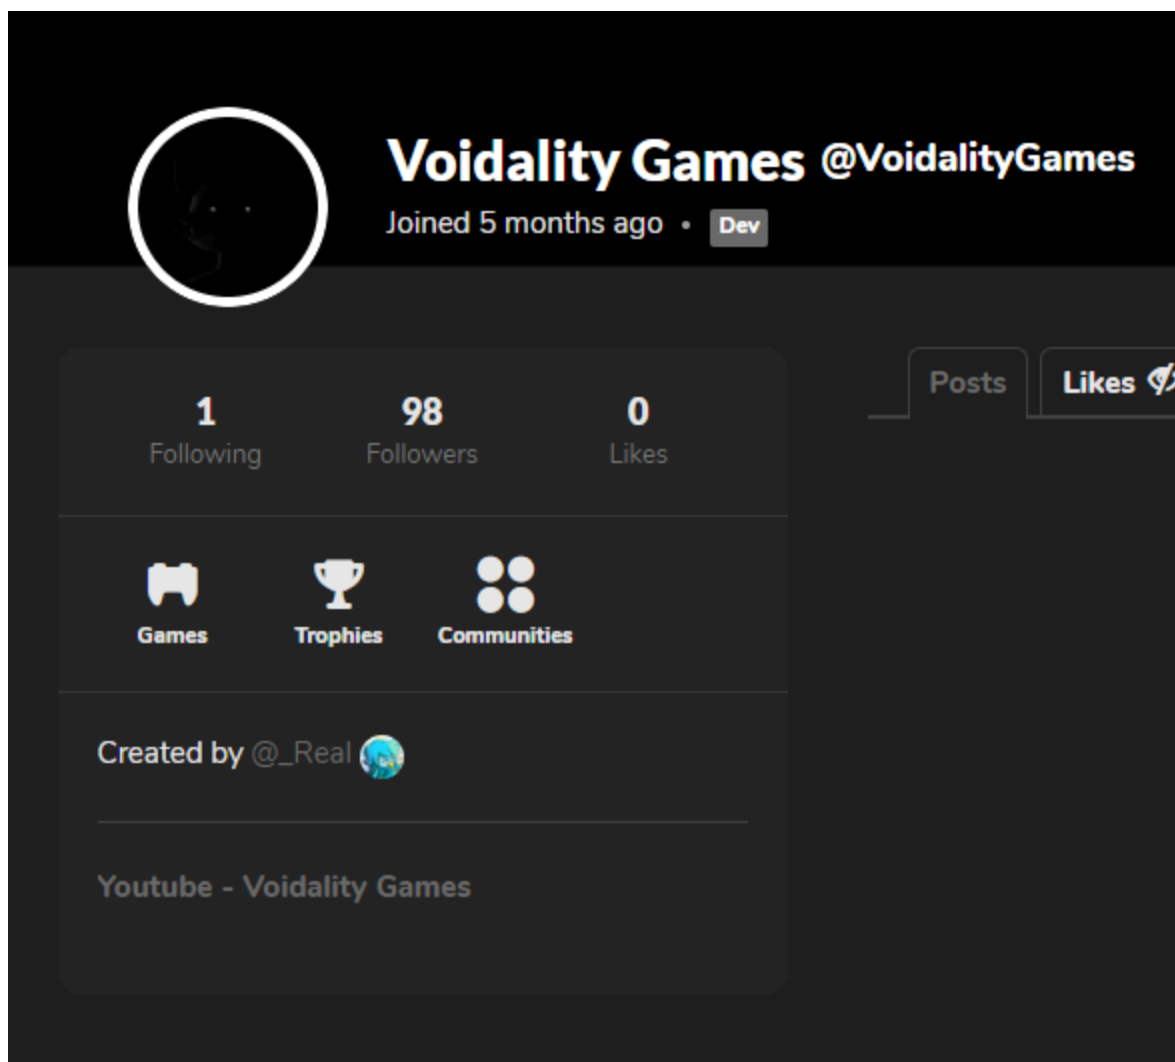 Voidality Games @VoidalityGames
Joined 5 months ago • Dev
Posts Likes
1 98 0
Following Followers Likes
Games Trophies Communities
Created by @_Real
Youtube - Voidality Games